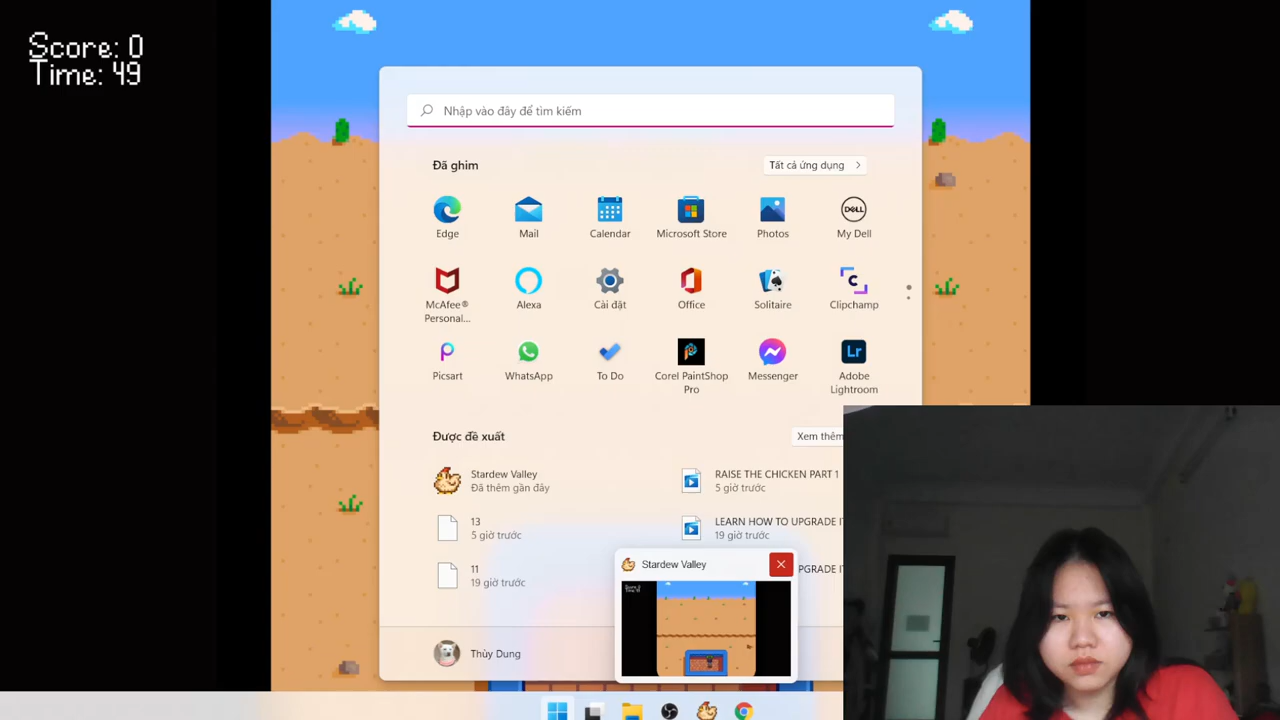 Score: 0
Time: 49
Nhập vào đây để tìm kiếm
Đã ghim
Tất cả ứng dụng
Edge
Mail
Calendar
Microsoft Store
Photos
DELL
My Dell
McAfee®
Personal...
Alexa
Cài đặt
Office
Solitaire
Clipchamp
Picsart
WhatsApp
To Do
Corel PaintShop
Pro
Messenger
Lr
Adobe
Lightroom
Được đề xuất
Xem thêm
Stardew Valley
Đã thêm gần đây
RAISE THE CHICKEN PART 1
5 giờ trước
13
5 giờ trước
LEARN HOW TO UPGRADE IT
19 giờ trước
11
19 giờ trước
Stardew Valley
PGRADE IT
Thùy Dung